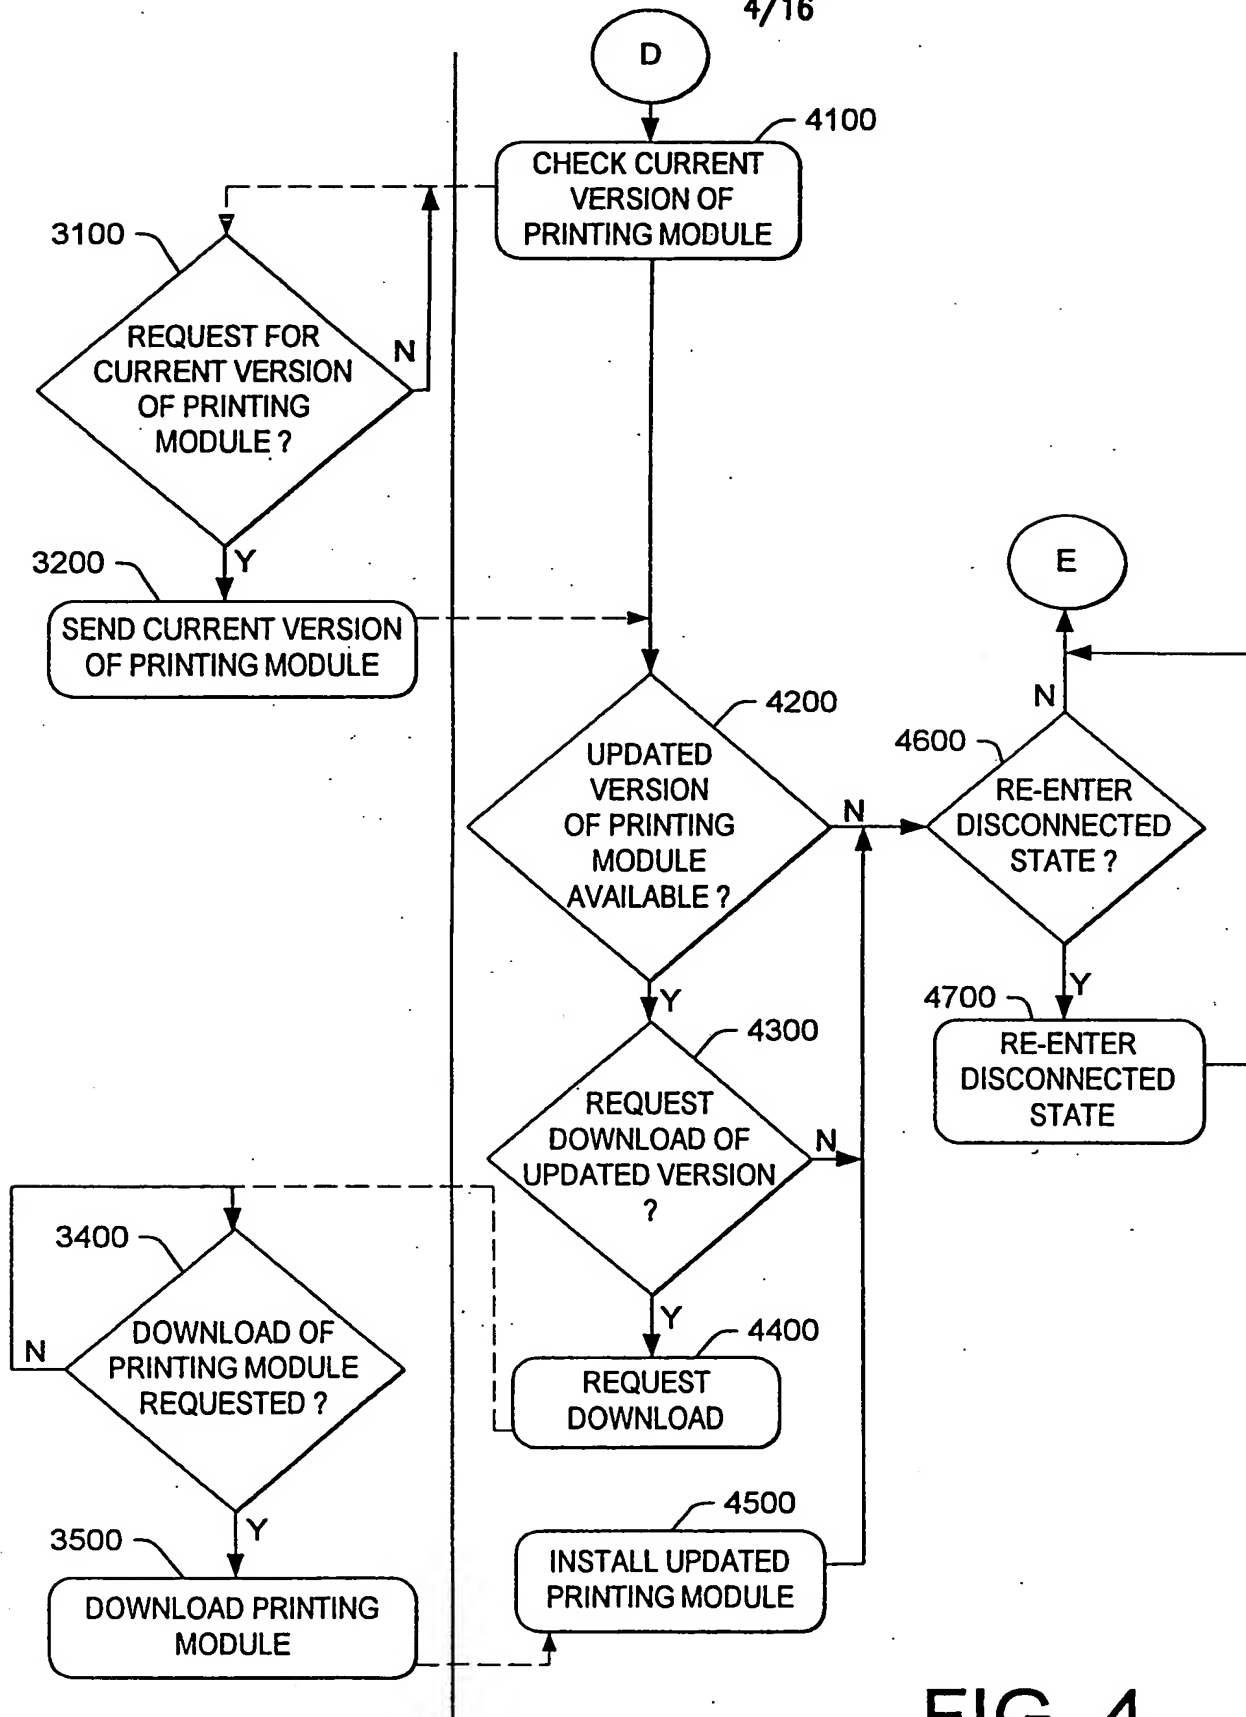 4/16
D
4100
CHECK CURRENT
VERSION OF
PRINTING MODULE
3100
REQUEST FOR
CURRENT VERSION
OF PRINTING
MODULE ?
N
Y
3200
SEND CURRENT VERSION
OF PRINTING MODULE
E
4200
UPDATED
VERSION
OF PRINTING
MODULE
AVAILABLE ?
N
Y
4600
RE-ENTER
DISCONNECTED
STATE ?
N
Y
4700
RE-ENTER
DISCONNECTED
STATE
4300
REQUEST
DOWNLOAD OF
UPDATED VERSION
?
N
Y
3400
DOWNLOAD OF
PRINTING MODULE
REQUESTED ?
N
Y
4400
REQUEST
DOWNLOAD
3500
DOWNLOAD PRINTING
MODULE
4500
INSTALL UPDATED
PRINTING MODULE
FIG. 4